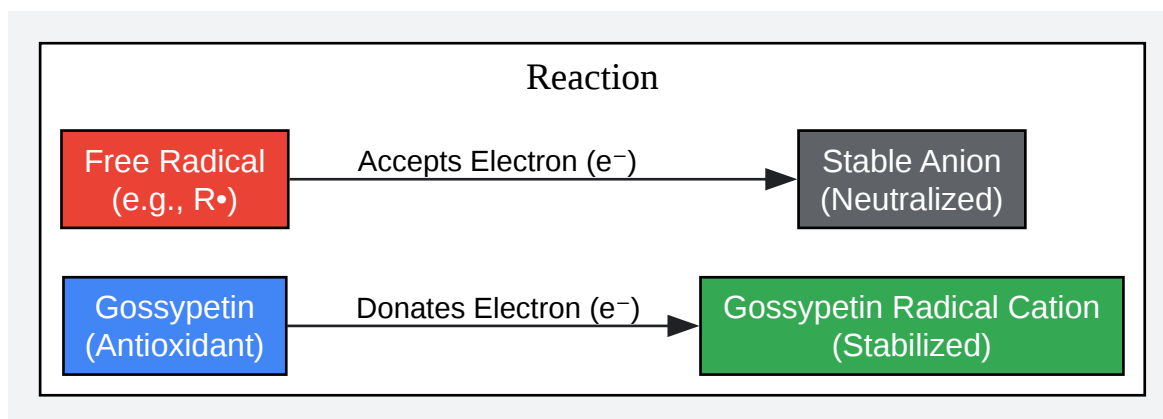 Reaction
Free Radical
(e.g., R•)
Accepts Electron (e⁻)
Stable Anion
(Neutralized)
Gossypetin
(Antioxidant)
Donates Electron (e⁻)
Gossypetin Radical Cation
(Stabilized)